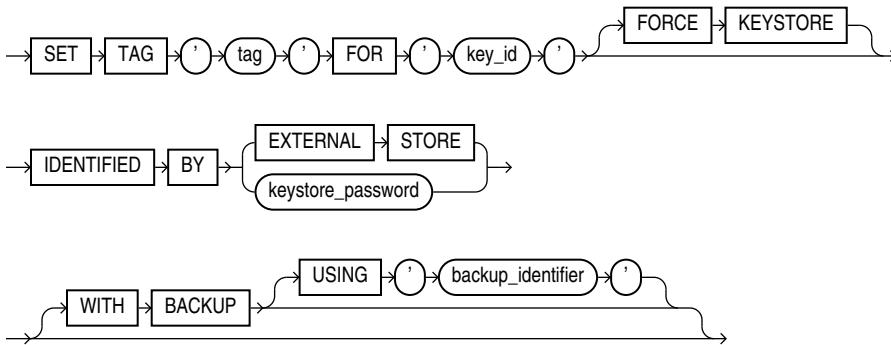 FORCE KEYSTORE
SET TAG ' tag ' FOR ' key_id '
EXTERNAL STORE
IDENTIFIED BY
keystore_password
USING ' backup_identifier '
WITH BACKUP